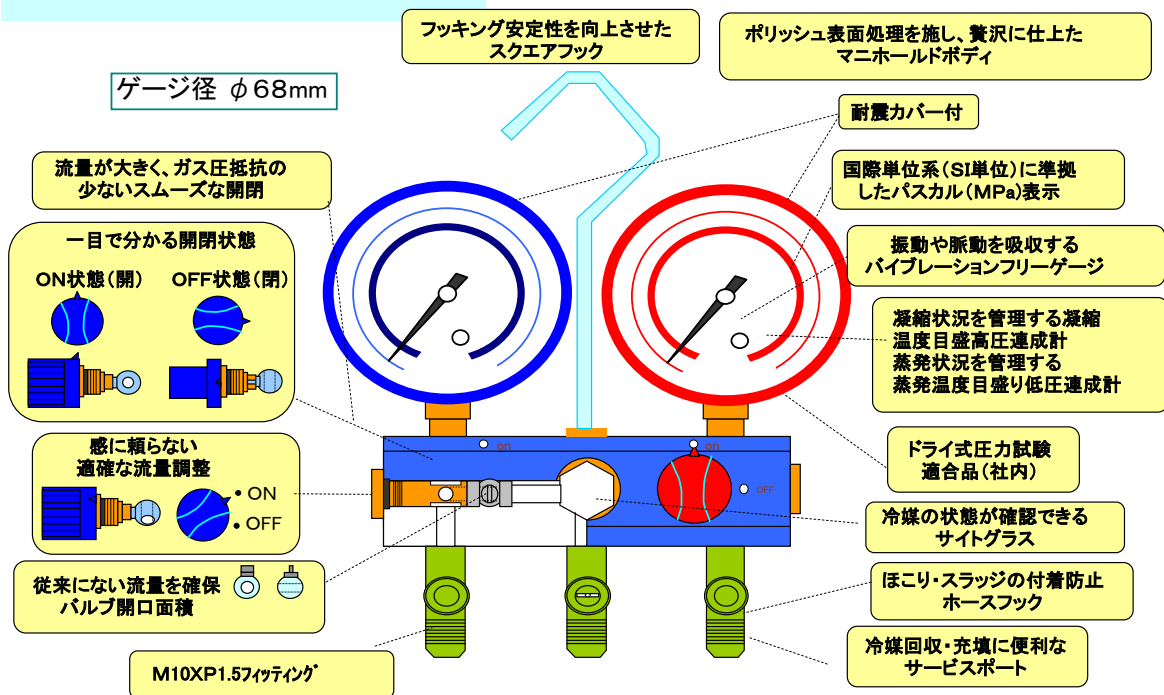 フッキング安定性を向上させた
スクエアフック
ポリッシュ表面処理を施し、贅沢に仕上た
マニホールドボディ
ゲージ径 φ68mm
耐震カバー付
流量が大きく、ガス圧抵抗の
少ないスムーズな開閉
国際単位系(SI単位)に準拠
したパスカル(MPa)表示
一目で分かる開閉状態
ON状態(開) OFF状態(閉)
振動や脈動を吸収する
バイブレーションフリーゲージ
凝縮状況を管理する凝縮
温度目盛高圧連成計
蒸発状況を管理する
蒸発温度目盛り低圧連成計
感に頼らない
適確な流量調整
・ON
・OFF
ON
ON
OFF
ドライ式圧力試験
適合品(社内)
冷媒の状態が確認できる
サイトグラス
従来にない流量を確保
バルブ開口面積
ほこり・スラッジの付着防止
ホースフック
M10XP1.5フィッティング
冷媒回収・充填に便利な
サービスポート